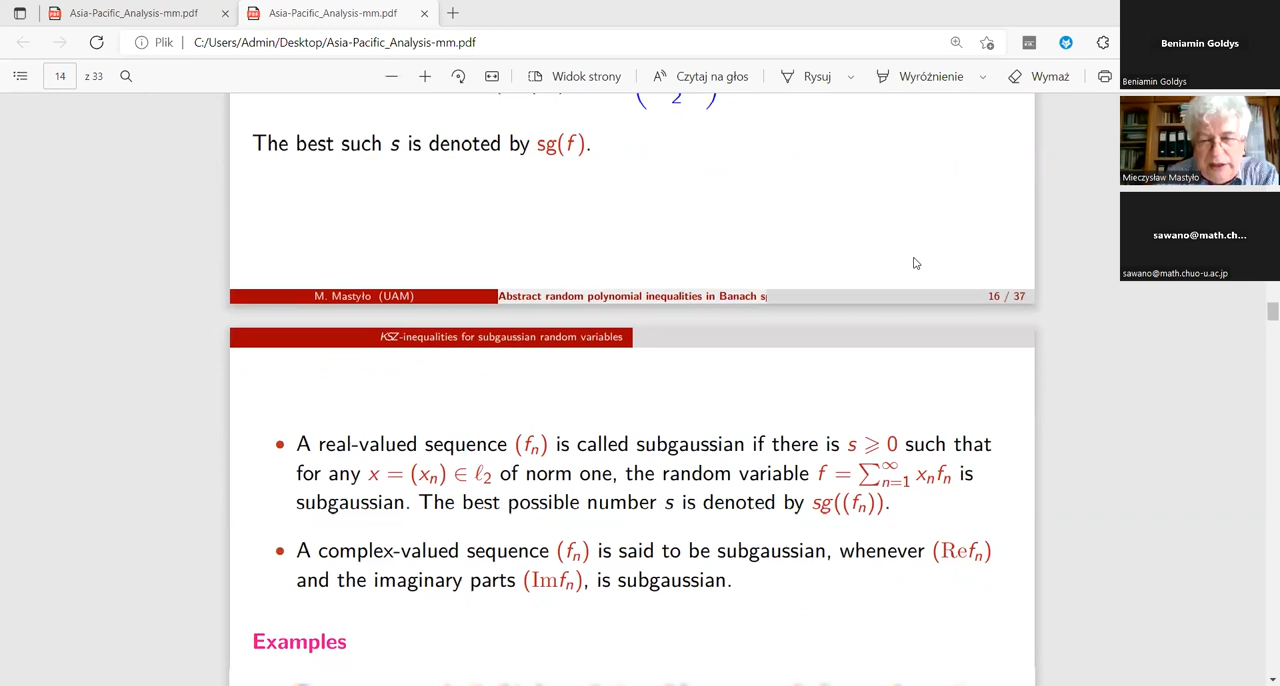 Asia-Pacific_Analysis-mm.pdf
Asia-Pacific_Analysis-mm.pdf
Plik
C:/Users/Admin/Desktop/Asia-Pacific_Analysis-mm.pdf
14
z 33
Widok strony
Czytaj na głos
Rysuj
Wyróżnienie
Wymaż
The best such s is denoted by sg(f).
M. Mastyło (UAM)
Abstract random polynomial inequalities in Banach s
16 / 37
KSZ-inequalities for subgaussian random variables
• A real-valued sequence (fₙ) is called subgaussian if there is s ⩾ 0 such that
for any x = (xₙ) ∈ ℓ₂ of norm one, the random variable f = ∑_{n=1}^{∞} xₙfₙ is
subgaussian. The best possible number s is denoted by sg((fₙ)).
• A complex-valued sequence (fₙ) is said to be subgaussian, whenever (Refₙ)
and the imaginary parts (Imfₙ), is subgaussian.
Examples
Beniamin Goldys
Beniamin Goldys
Mieczysław Mastyło
sawano@math.ch...
sawano@math.chuo-u.ac.jp